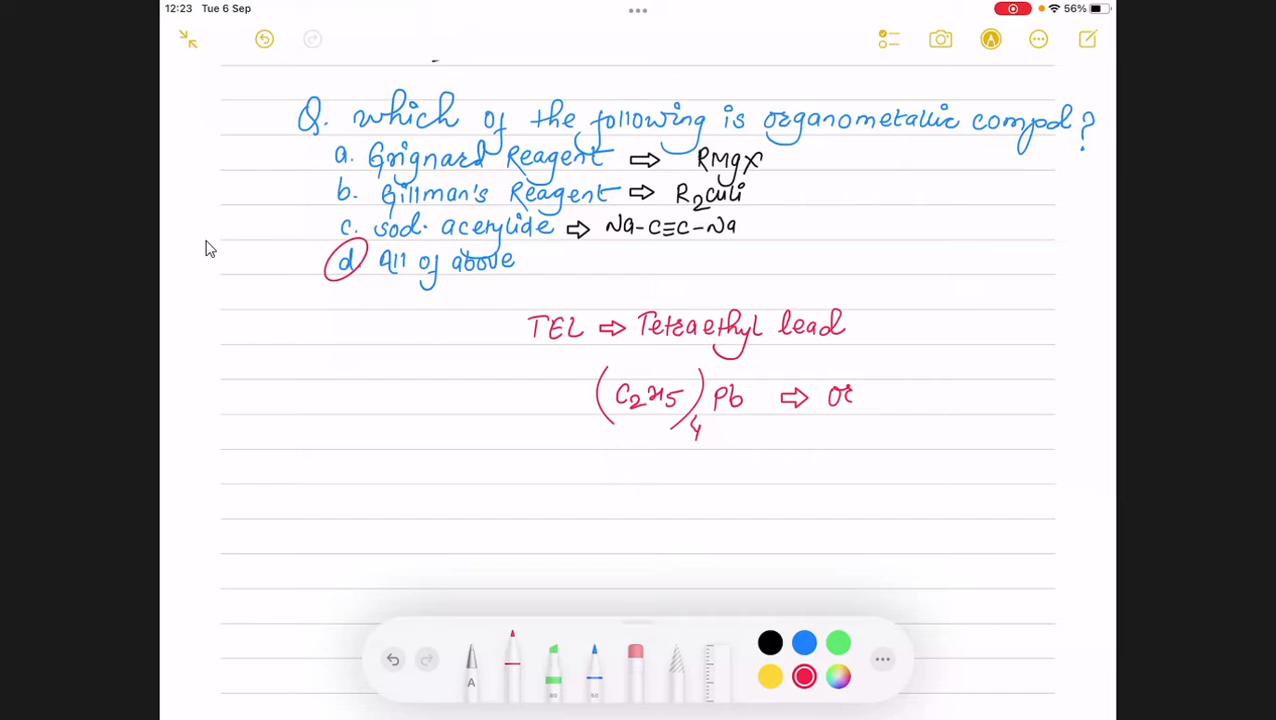 12:23 Tue 6 Sep
56%
Q. which of the following is organometallic compd?
a. Grignard Reagent ⇨ RMgX
b. Gillman's Reagent ⇨ R2CuLi
c. sod. acetylide ⇨ Na-C≡C-Na
d. All of above
TEL ⇨ Tetraethyl lead
(C2H5)4 Pb ⇨ or
A